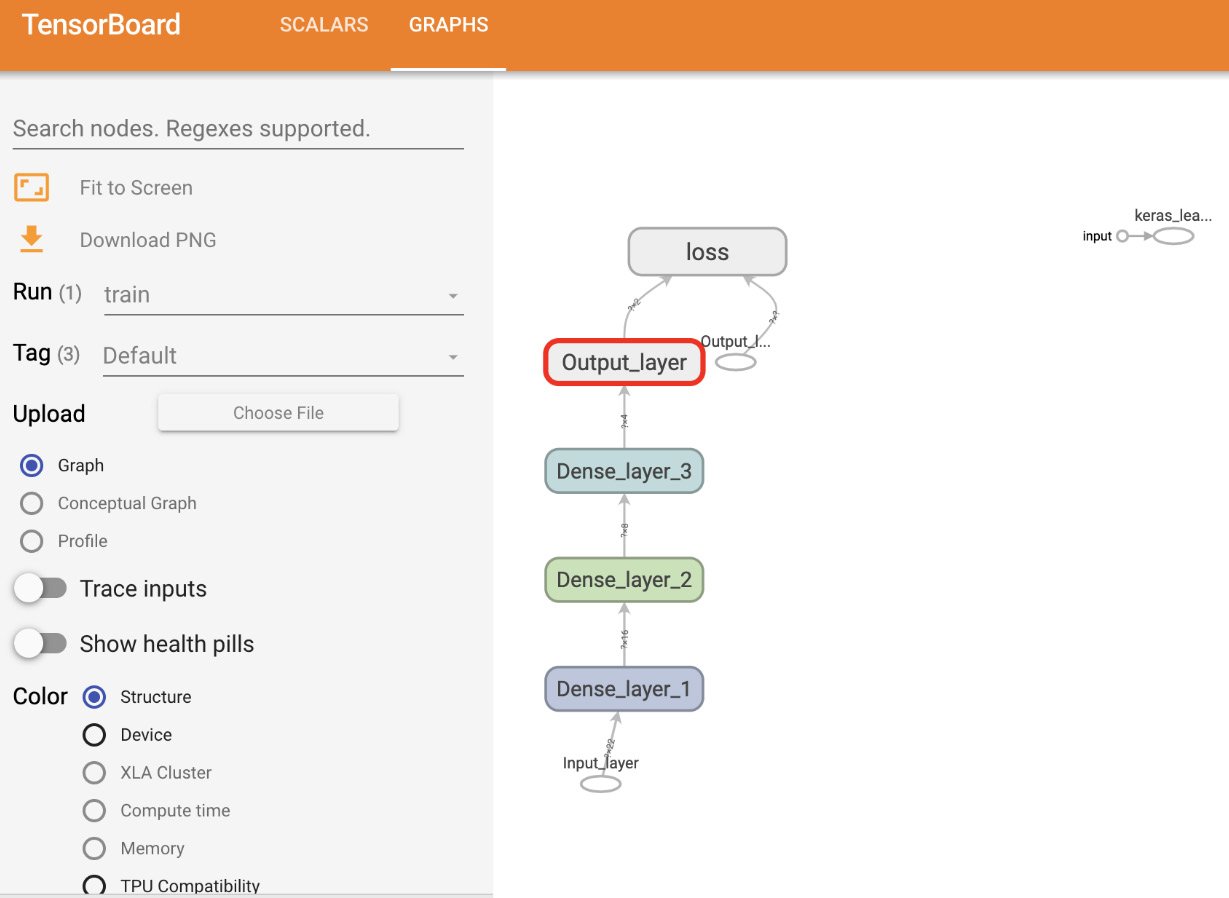 TensorBoard
SCALARS
GRAPHS
Search nodes. Regexes supported.
Fit to Screen
Download PNG
Run (1) train
Tag (3) Default
Upload Choose File
Graph
Conceptual Graph
Profile
Trace inputs
Show health pills
Color Structure
Device
XLA Cluster
Compute time
Memory
TPU Compatibility
keras_lea...
input
loss
?×2
?×?
Output_l...
Output_layer
?×4
Dense_layer_3
?×8
Dense_layer_2
?×16
Dense_layer_1
?×22
Input_layer